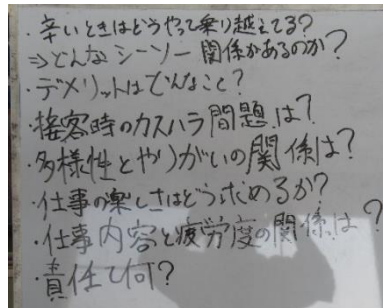 ・辛いときはどうやって乗り越えてる?
⇒どんなシーソー関係があるのか?
・デメリットはどんなこと?
・接客時のカスハラ問題は?
・多様性とやりがいの関係は?
・仕事の楽しさはどう求めるか?
・仕事内容と疲労度の関係は?
・責任って何?